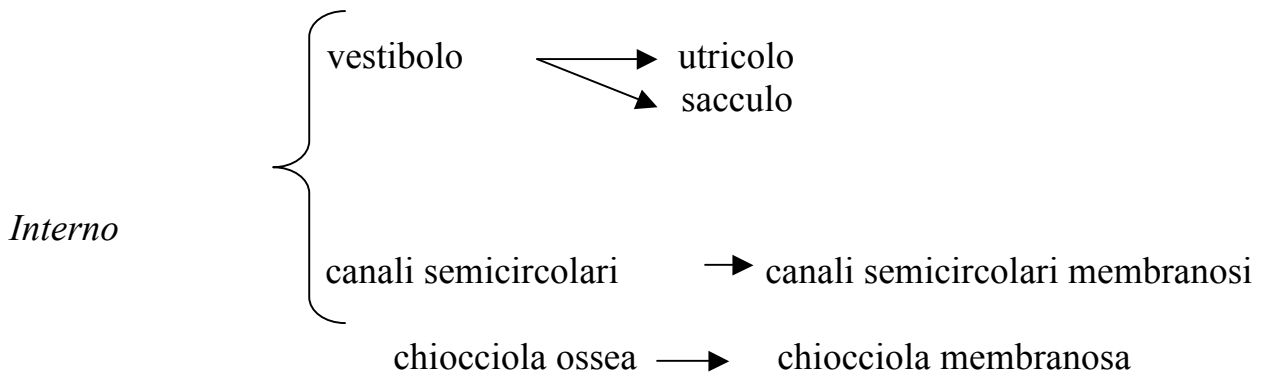 vestibolo utricolo
sacculo
Interno
canali semicircolari canali semicircolari membranosi
chiocciola ossea chiocciola membranosa